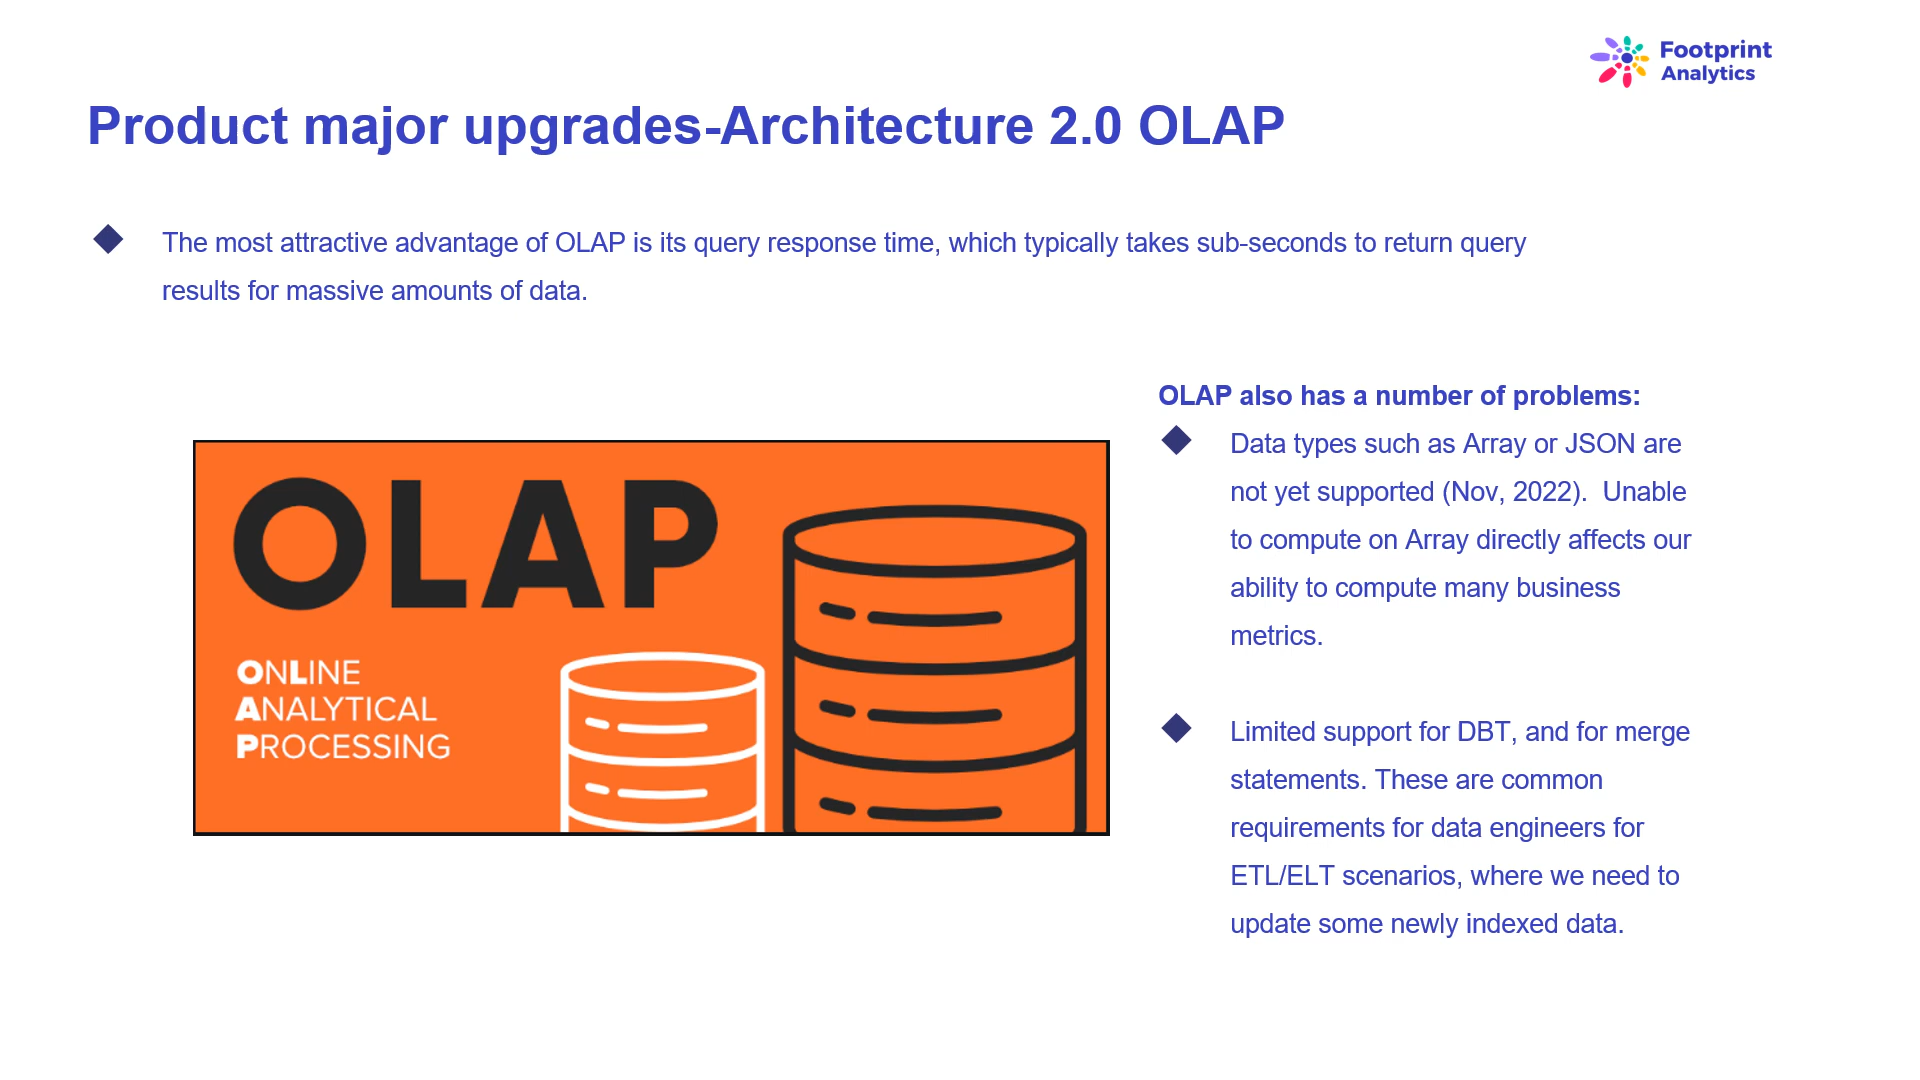 Footprint
Analytics
Product major upgrades-Architecture 2.0 OLAP
The most attractive advantage of OLAP is its query response time, which typically takes sub-seconds to return query
results for massive amounts of data.
OLAP
ONLINE
ANALYTICAL
PROCESSING
OLAP also has a number of problems:
Data types such as Array or JSON are
not yet supported (Nov, 2022).  Unable
to compute on Array directly affects our
ability to compute many business
metrics.
Limited support for DBT, and for merge
statements. These are common
requirements for data engineers for
ETL/ELT scenarios, where we need to
update some newly indexed data.